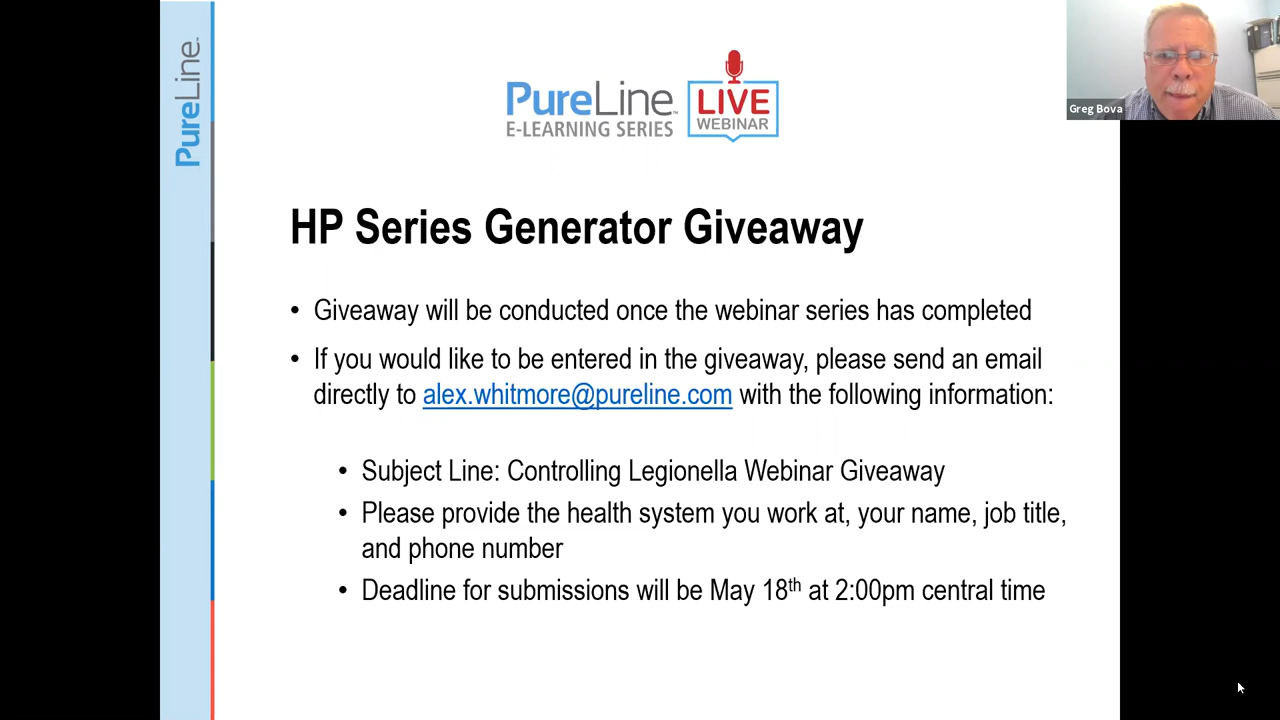 PureLine™
Greg Bova
PureLine™
E-LEARNING SERIES
LIVE
WEBINAR
HP Series Generator Giveaway
• Giveaway will be conducted once the webinar series has completed
• If you would like to be entered in the giveaway, please send an email
directly to alex.whitmore@pureline.com with the following information:
• Subject Line: Controlling Legionella Webinar Giveaway
• Please provide the health system you work at, your name, job title,
and phone number
• Deadline for submissions will be May 18th at 2:00pm central time